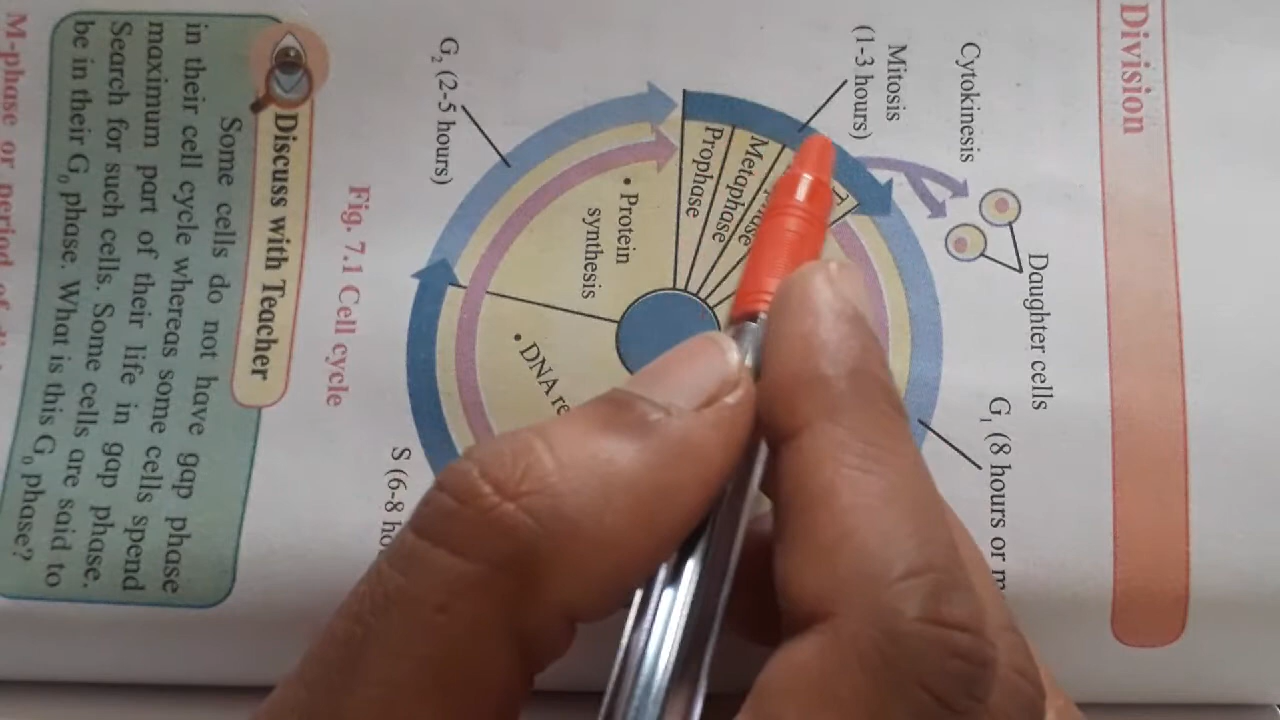 Division
Cytokinesis
Daughter cells
Mitosis
(1-3 hours)
G₁ (8 hours or
Prophase
Metaphase
• Protein
synthesis
• DNA
G₂ (2-5 hours)
S (6-8
Fig. 7.1 Cell cycle
Discuss with Teacher
Some cells do not have gap phase
in their cell cycle whereas some cells spend
maximum part of their life in gap phase.
Search for such cells. Some cells are said to
be in their G₀ phase. What is this G₀ phase?
M-phase or period of